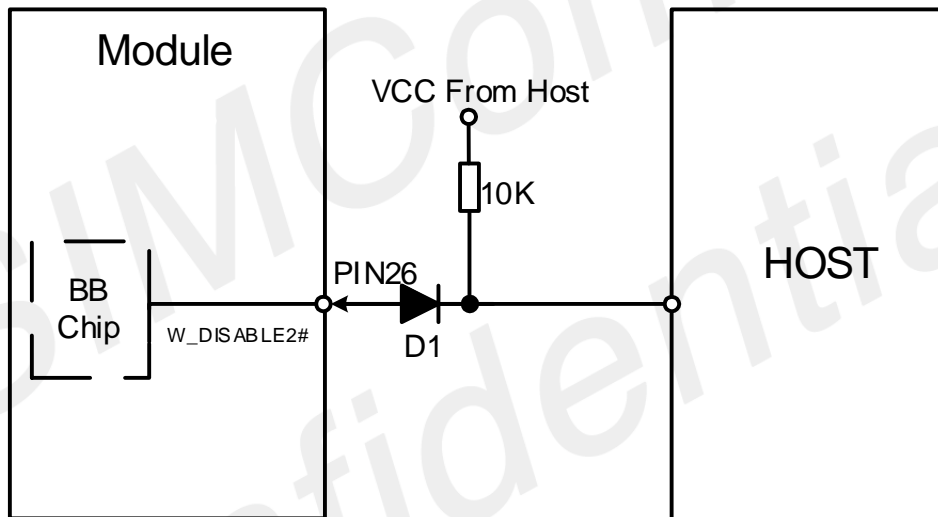 Module
VCC From Host
10K
HOST
PIN26
BB
Chip
W_DISABLE2#
D1
SIMCom
Confidential